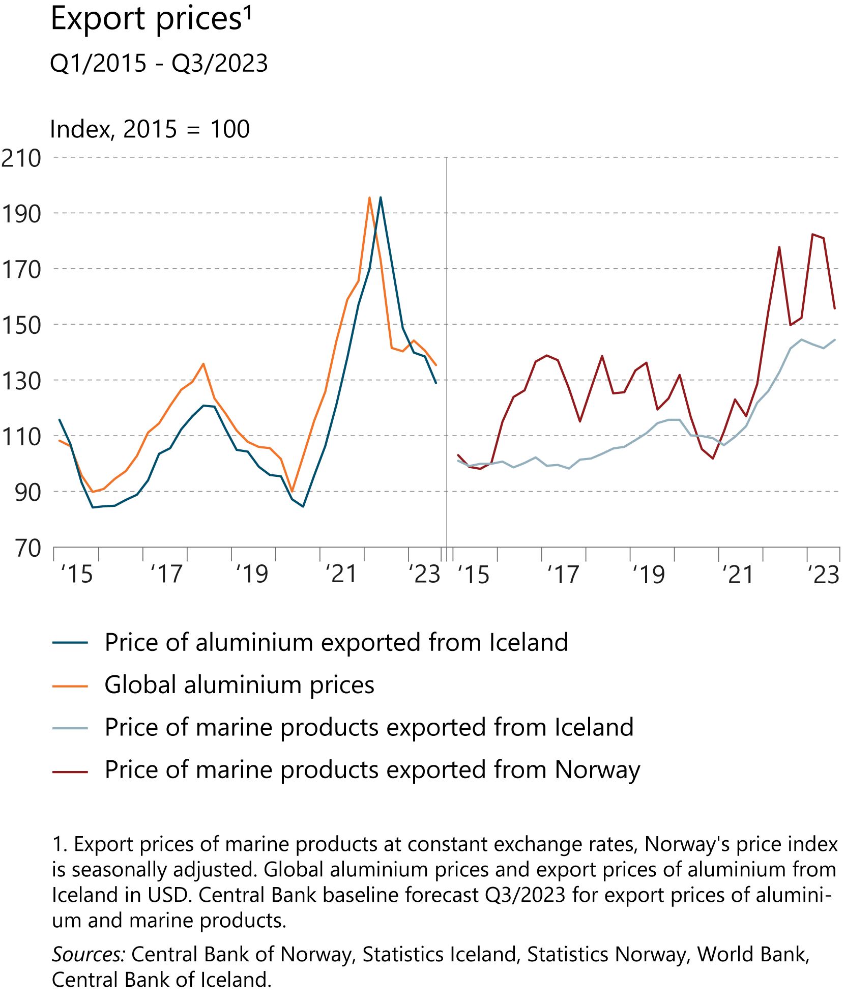 Export prices¹
Q1/2015 - Q3/2023
Index, 2015 = 100
210
190
170
150
130
110
90
70
‘15 ‘17 ‘19 ‘21 ‘23 ‘15 ‘17 ‘19 ‘21 ‘23
Price of aluminium exported from Iceland
Global aluminium prices
Price of marine products exported from Iceland
Price of marine products exported from Norway
1. Export prices of marine products at constant exchange rates, Norway's price index
is seasonally adjusted. Global aluminium prices and export prices of aluminium from
Iceland in USD. Central Bank baseline forecast Q3/2023 for export prices of alumini-
um and marine products.
Sources: Central Bank of Norway, Statistics Iceland, Statistics Norway, World Bank,
Central Bank of Iceland.